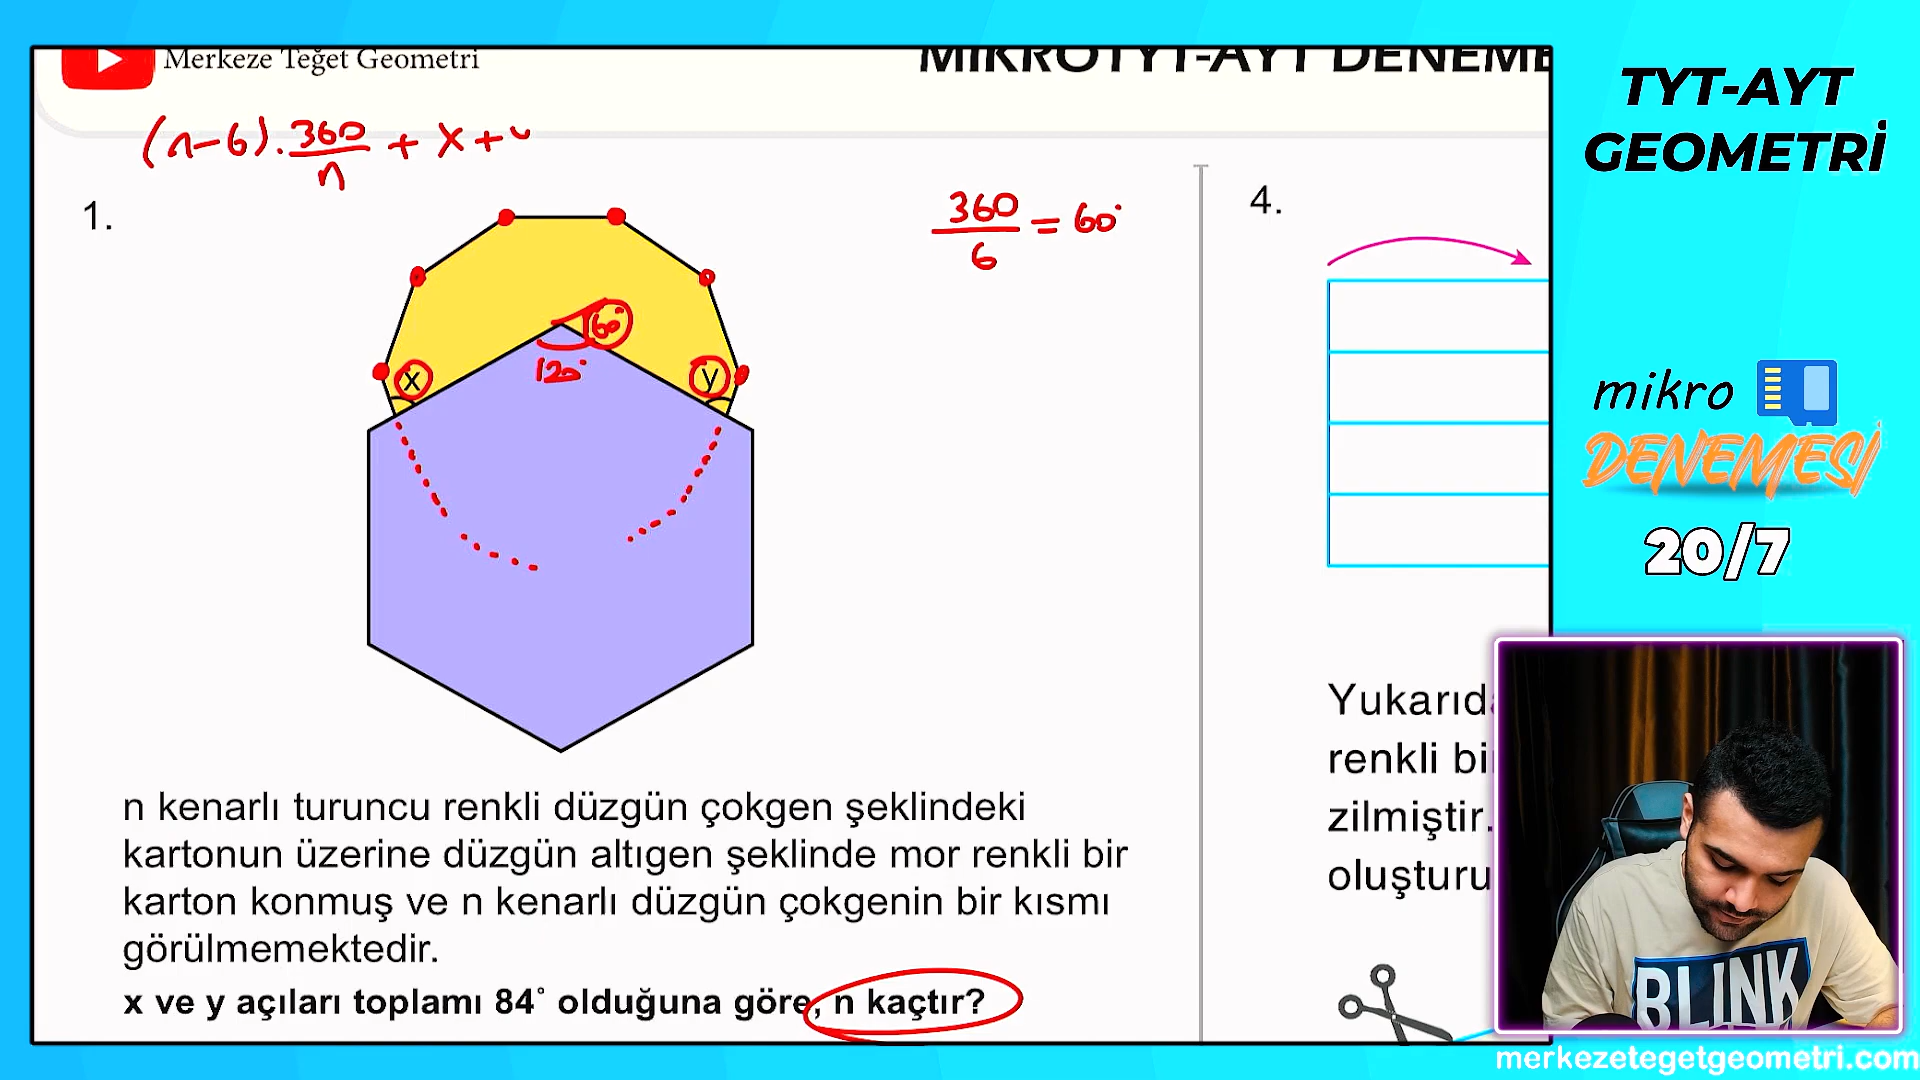 Merkeze Teğet Geometri
MİKROTYT-AYT DENEME
(n-6).360/n + x+
1.
360/6 = 60°
60°
120°
x
y
n kenarlı turuncu renkli düzgün çokgen şeklindeki
kartonun üzerine düzgün altıgen şeklinde mor renkli bir
karton konmuş ve n kenarlı düzgün çokgenin bir kısmı
görülmemektedir.
x ve y açıları toplamı 84° olduğuna göre, n kaçtır?
4.
renkli
zilmiştir.
TYT-AYT
GEOMETRİ
mikro
DENEMESİ
20/7
BLINK
merkezetegetgeometri.com